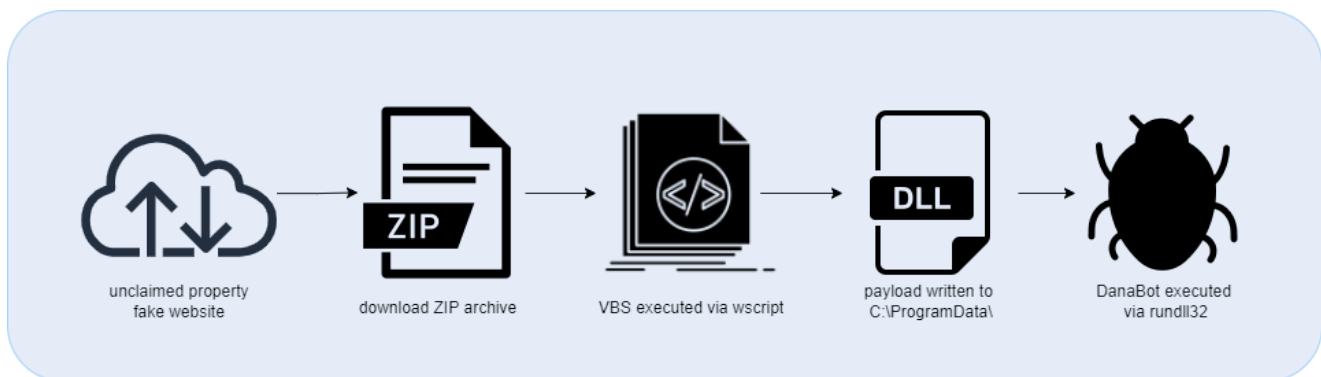 ZIP
DLL
unclaimed property
fake website
download ZIP archive
VBS executed via wscript
payload written to
C:\ProgramData\
DanaBot executed
via rundll32